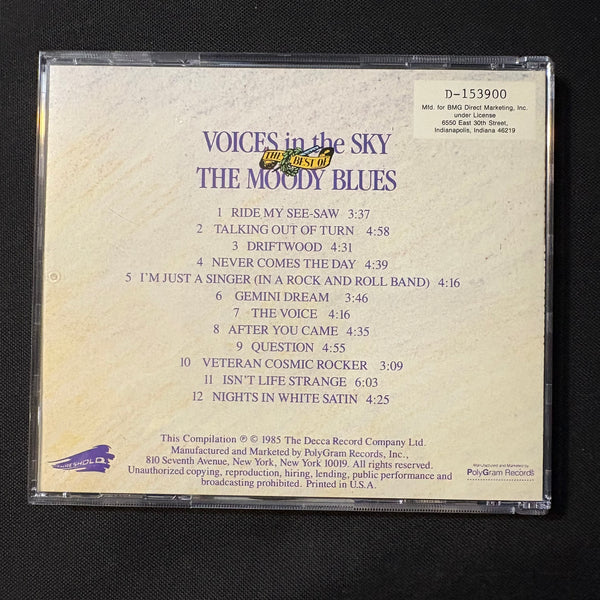 D-153900
Mfd. for BMG Direct Marketing, Inc.
under License
6550 East 30th Street,
Indianapolis, Indiana 46219
VOICES in the SKY
THE BEST OF
THE MOODY BLUES
1 RIDE MY SEE-SAW 3:37
2 TALKING OUT OF TURN 4:58
3 DRIFTWOOD 4:31
4 NEVER COMES THE DAY 4:39
5 I'M JUST A SINGER (IN A ROCK AND ROLL BAND) 4:16
6 GEMINI DREAM 3:46
7 THE VOICE 4:16
8 AFTER YOU CAME 4:35
9 QUESTION 4:55
10 VETERAN COSMIC ROCKER 3:09
11 ISN'T LIFE STRANGE 6:03
12 NIGHTS IN WHITE SATIN 4:25
THRESHOLD
This Compilation ℗ © 1985 The Decca Record Company Ltd.
Manufactured and Marketed by PolyGram Records, Inc.,
810 Seventh Avenue, New York, New York 10019. All rights reserved.
Unauthorized copying, reproduction, hiring, lending, public performance and
broadcasting prohibited. Printed in U.S.A.
Manufactured and Marketed by
PolyGram Records